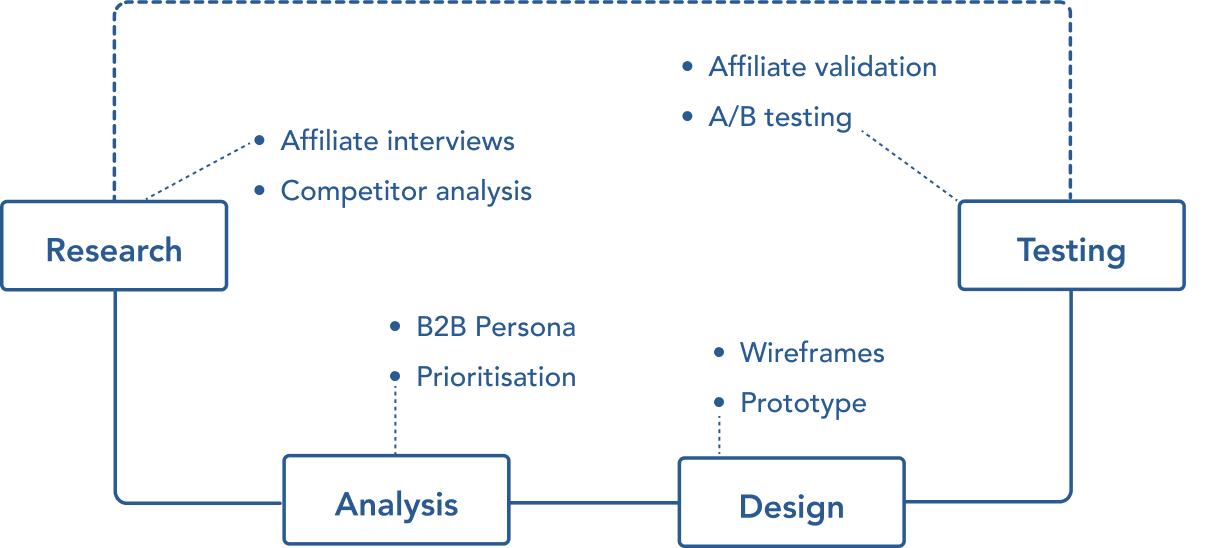 Affiliate validation
A/B testing
Affiliate interviews
Competitor analysis
Research
Testing
B2B Persona
Prioritisation
Wireframes
Prototype
Analysis
Design